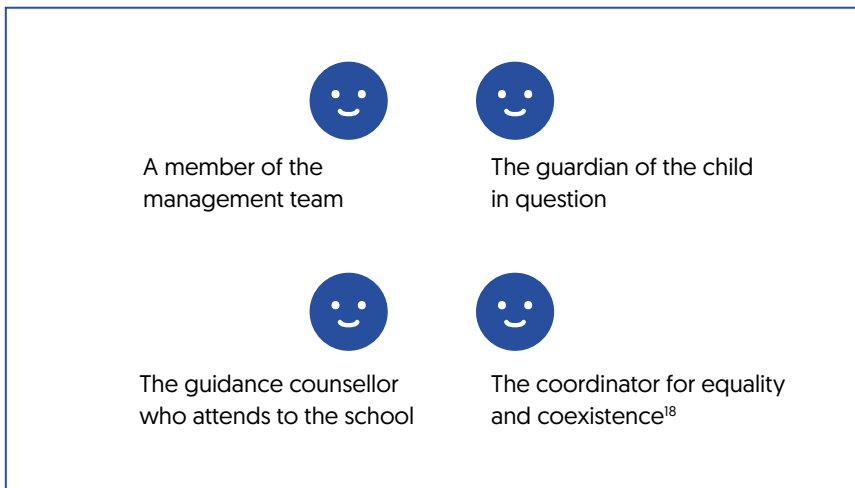 A member of the
management team
The guardian of the child
in question
The guidance counsellor
who attends to the school
The coordinator for equality
and coexistence¹⁸